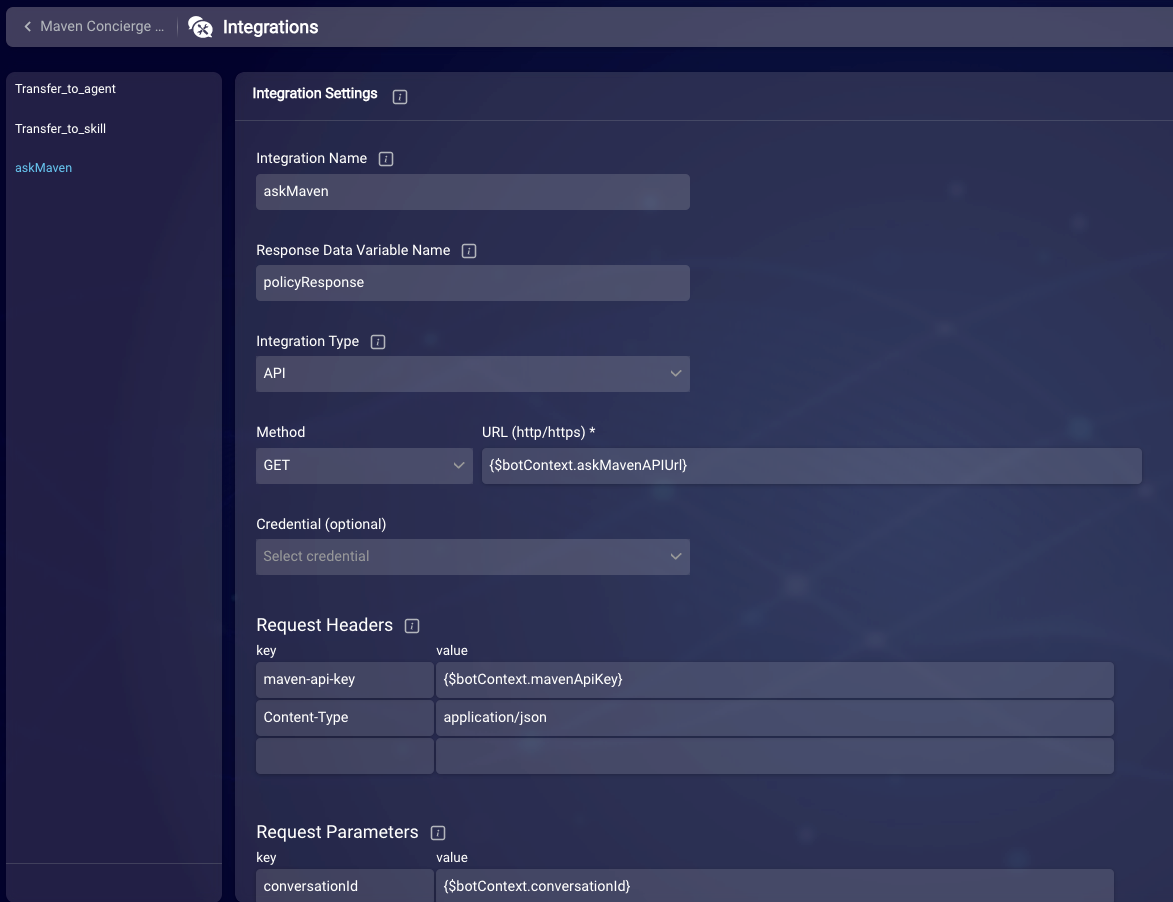 Maven Concierge ...
Integrations
Transfer_to_agent
Transfer_to_skill
askMaven
Integration Settings
Integration Name
askMaven
Response Data Variable Name
policyResponse
Integration Type
API
Method URL (http/https) *
GET {$botContext.askMavenAPIUrl}
Credential (optional)
Select credential
Request Headers
key value
maven-api-key {$botContext.mavenApiKey}
Content-Type application/json
Request Parameters
key value
conversationId {$botContext.conversationId}